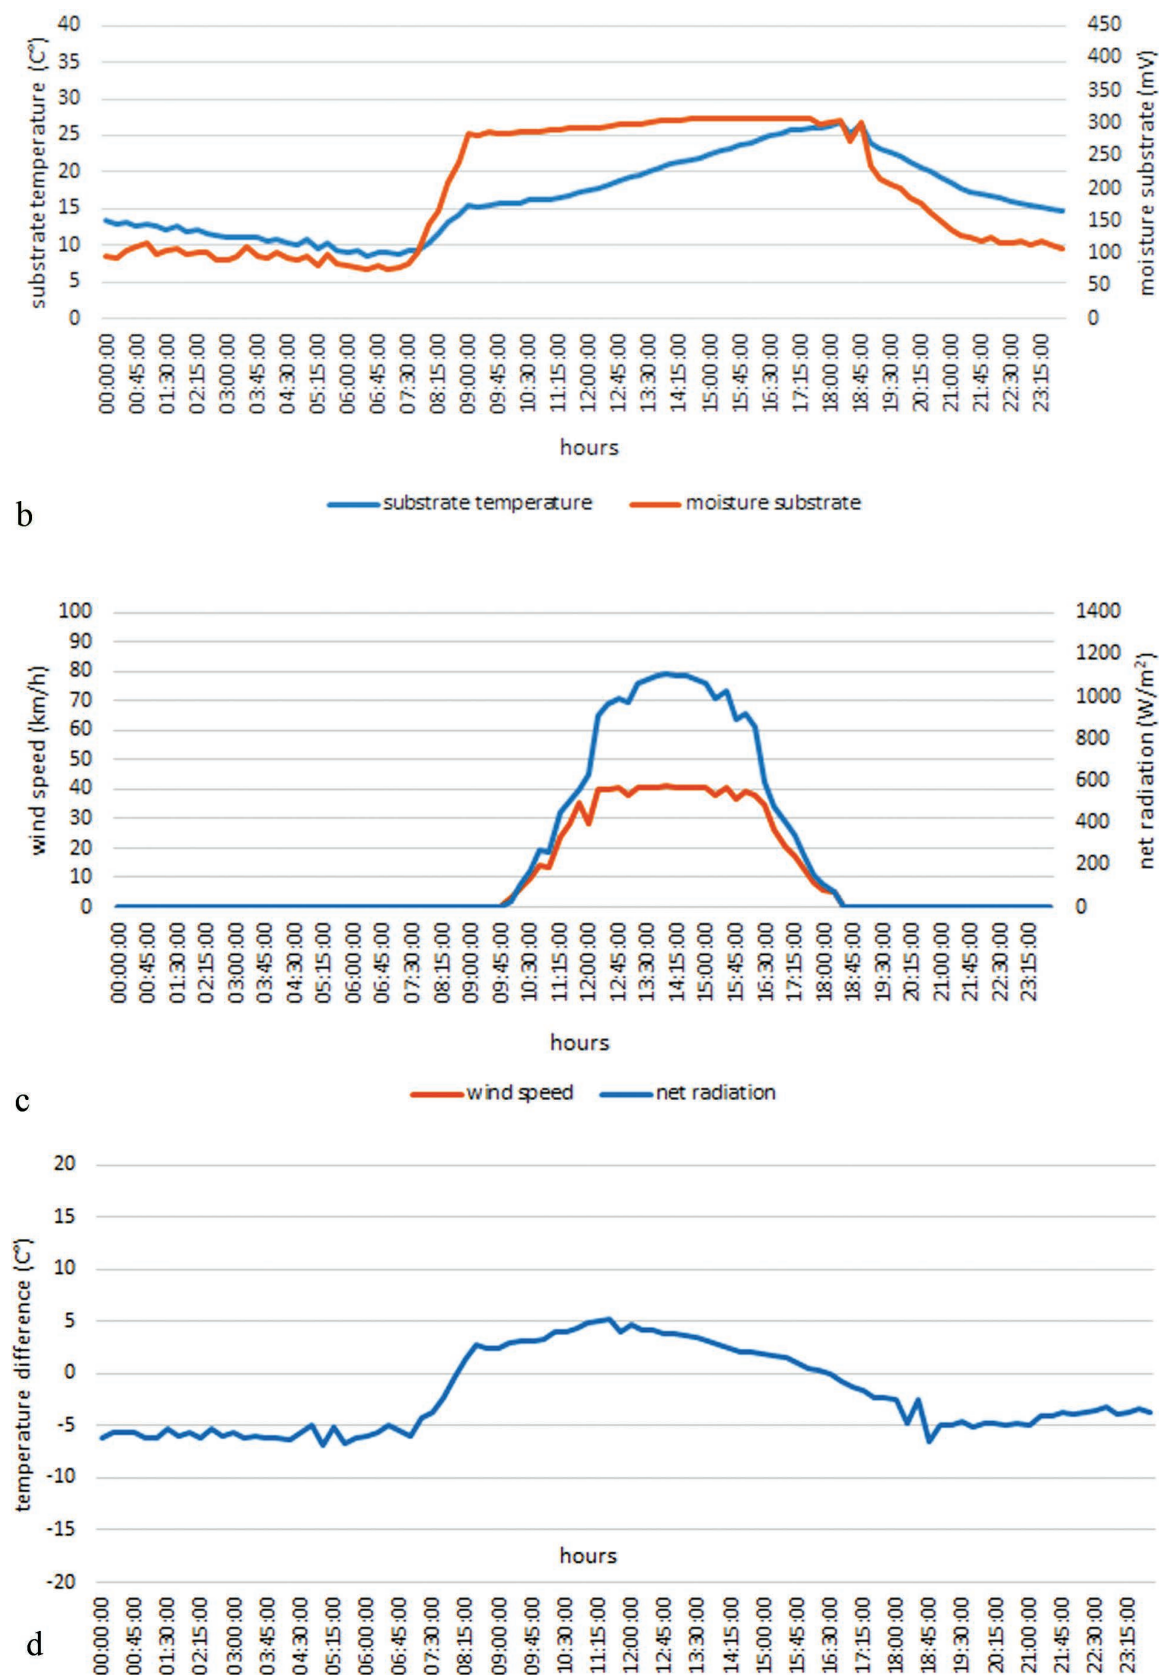 40 450
35 400
30 350
25 300
20 250
15 200
10 150
5 100
0 50
0
substrate temperature (C°)
moisture substrate (mV)
00:00:00 00:45:00 01:30:00 02:15:00 03:00:00 03:45:00 04:30:00 05:15:00 06:00:00 06:45:00 07:30:00 08:15:00 09:00:00 09:45:00 10:30:00 11:15:00 12:00:00 12:45:00 13:30:00 14:15:00 15:00:00 15:45:00 16:30:00 17:15:00 18:00:00 18:45:00 19:30:00 20:15:00 21:00:00 21:45:00 22:30:00 23:15:00
hours
substrate temperature moisture substrate
b
100 1400
90 1200
80 1000
70 800
60 600
50 400
40 200
30 0
20
10
0
wind speed (km/h)
net radiation (W/m²)
00:00:00 00:45:00 01:30:00 02:15:00 03:00:00 03:45:00 04:30:00 05:15:00 06:00:00 06:45:00 07:30:00 08:15:00 09:00:00 09:45:00 10:30:00 11:15:00 12:00:00 12:45:00 13:30:00 14:15:00 15:00:00 15:45:00 16:30:00 17:15:00 18:00:00 18:45:00 19:30:00 20:15:00 21:00:00 21:45:00 22:30:00 23:15:00
hours
wind speed net radiation
c
20
15
10
5
0
-5
-10
-15
-20
temperature difference (C°)
hours
00:00:00 00:45:00 01:30:00 02:15:00 03:00:00 03:45:00 04:30:00 05:15:00 06:00:00 06:45:00 07:30:00 08:15:00 09:00:00 09:45:00 10:30:00 11:15:00 12:00:00 12:45:00 13:30:00 14:15:00 15:00:00 15:45:00 16:30:00 17:15:00 18:00:00 18:45:00 19:30:00 20:15:00 21:00:00 21:45:00 22:30:00 23:15:00
d